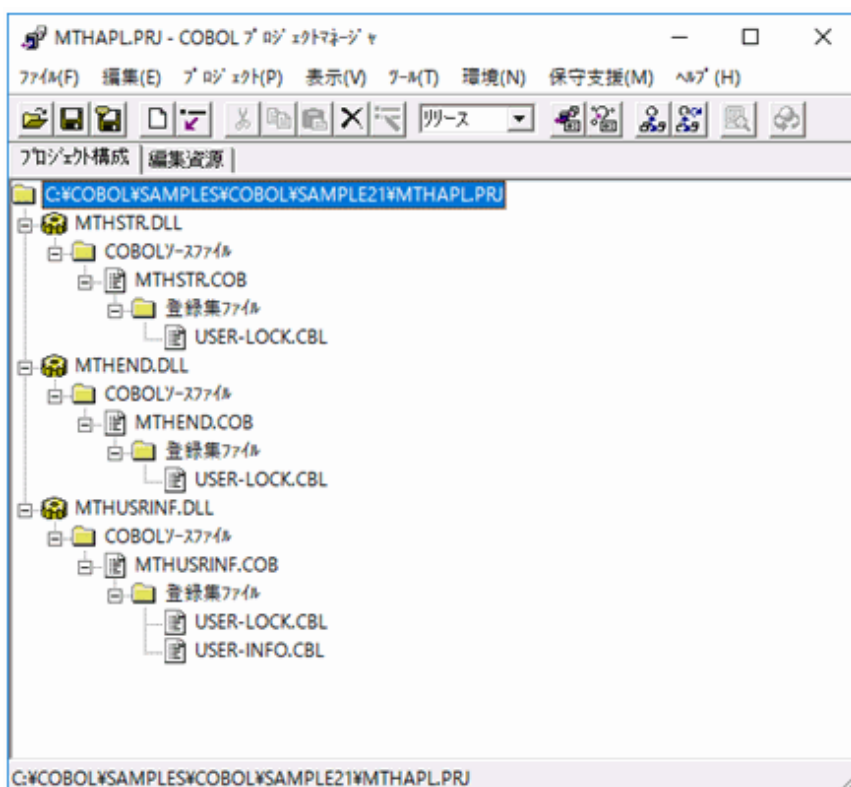 MTHAPL.PRJ - COBOL ﾌﾟﾛｼﾞｪｸﾄﾏﾈｰｼﾞｬ
ﾌｧｲﾙ(F) 編集(E) ﾌﾟﾛｼﾞｪｸﾄ(P) 表示(V) ﾂｰﾙ(T) 環境(N) 保守支援(M) ﾍﾙﾌﾟ(H)
ﾘﾘｰｽ
ﾌﾟﾛｼﾞｪｸﾄ構成 編集資源
C:¥COBOL¥SAMPLES¥COBOL¥SAMPLE21¥MTHAPL.PRJ
MTHSTR.DLL
COBOLｿｰｽﾌｧｲﾙ
MTHSTR.COB
登録集ﾌｧｲﾙ
USER-LOCK.CBL
MTHEND.DLL
COBOLｿｰｽﾌｧｲﾙ
MTHEND.COB
登録集ﾌｧｲﾙ
USER-LOCK.CBL
MTHUSRINF.DLL
COBOLｿｰｽﾌｧｲﾙ
MTHUSRINF.COB
登録集ﾌｧｲﾙ
USER-LOCK.CBL
USER-INFO.CBL
C:¥COBOL¥SAMPLES¥COBOL¥SAMPLE21¥MTHAPL.PRJ